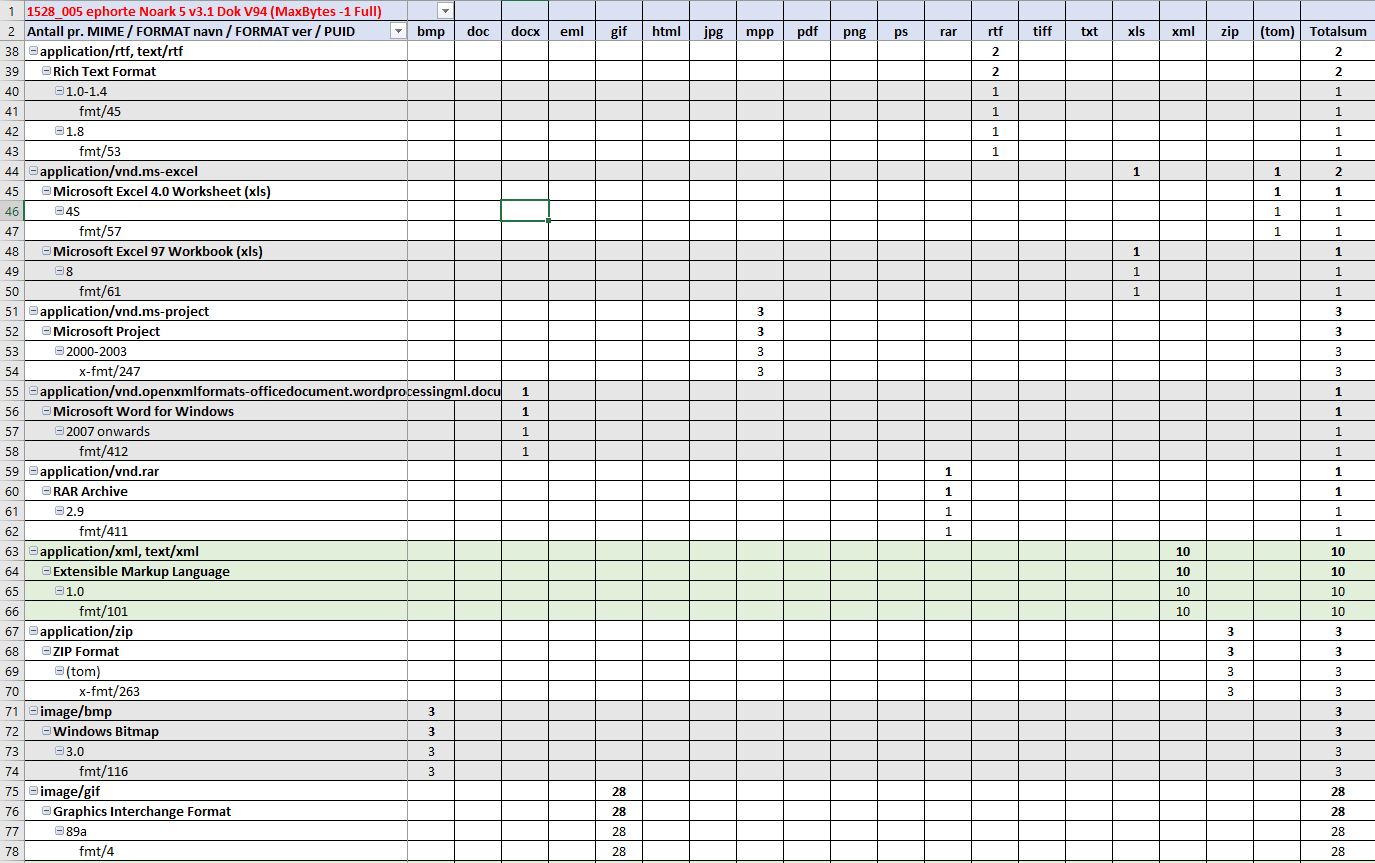 1 1528_005 ephorte Noark 5 v3.1 Dok V94 (MaxBytes -1 Full)
2 Antall pr. MIME / FORMAT navn / FORMAT ver / PUID bmp doc docx eml gif html jpg mpp pdf png ps rar rtf tiff txt xls xml zip (tom) Totalsum
38 application/rtf, text/rtf 2 2
39 Rich Text Format 2 2
40 1.0-1.4 1 1
41 fmt/45 1 1
42 1.8 1 1
43 fmt/53 1 1
44 application/vnd.ms-excel 1 1 2
45 Microsoft Excel 4.0 Worksheet (xls) 1 1
46 4S 1 1
47 fmt/57 1 1
48 Microsoft Excel 97 Workbook (xls) 1 1
49 8 1 1
50 fmt/61 1 1
51 application/vnd.ms-project 3 3
52 Microsoft Project 3 3
53 2000-2003 3 3
54 x-fmt/247 3 3
55 application/vnd.openxmlformats-officedocument.wordprocessingml.docu 1 1
56 Microsoft Word for Windows 1 1
57 2007 onwards 1 1
58 fmt/412 1 1
59 application/vnd.rar 1 1
60 RAR Archive 1 1
61 2.9 1 1
62 fmt/411 1 1
63 application/xml, text/xml 10 10
64 Extensible Markup Language 10 10
65 1.0 10 10
66 fmt/101 10 10
67 application/zip 3 3
68 ZIP Format 3 3
69 (tom) 3 3
70 x-fmt/263 3 3
71 image/bmp 3 3
72 Windows Bitmap 3 3
73 3.0 3 3
74 fmt/116 3 3
75 image/gif 28 28
76 Graphics Interchange Format 28 28
77 89a 28 28
78 fmt/4 28 28